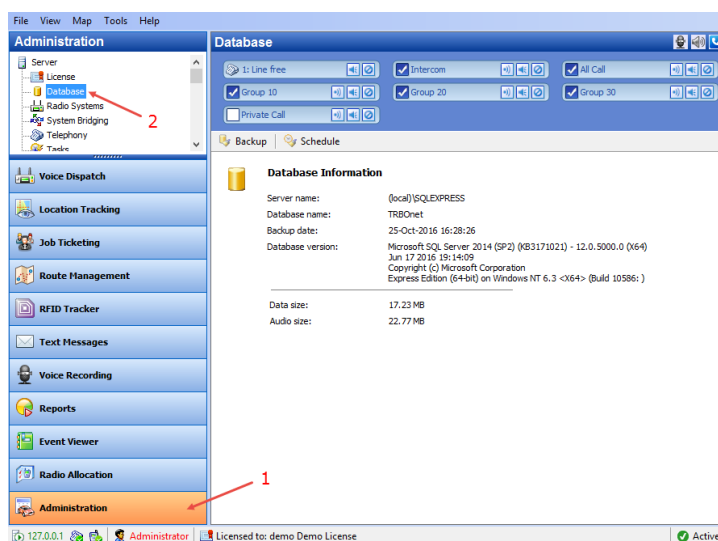 File View Map Tools Help
Administration
Server
License
Database
Radio Systems
System Bridging
Telephony
Tasks
2
Voice Dispatch
Location Tracking
Job Ticketing
Route Management
RFID Tracker
Text Messages
Voice Recording
Reports
Event Viewer
Radio Allocation
Administration
1
Database
1: Line free
Intercom
All Call
Group 10
Group 20
Group 30
Private Call
Backup Schedule
Database Information
Server name: (local)\SQLEXPRESS
Database name: TRBOnet
Backup date: 25-Oct-2016 16:28:26
Database version: Microsoft SQL Server 2014 (SP2) (KB3171021) - 12.0.5000.0 (X64)
Jun 17 2016 19:14:09
Copyright (c) Microsoft Corporation
Express Edition (64-bit) on Windows NT 6.3 <X64> (Build 10586: )
Data size: 17.23 MB
Audio size: 22.77 MB
127.0.0.1 Administrator Licensed to: demo Demo License Active